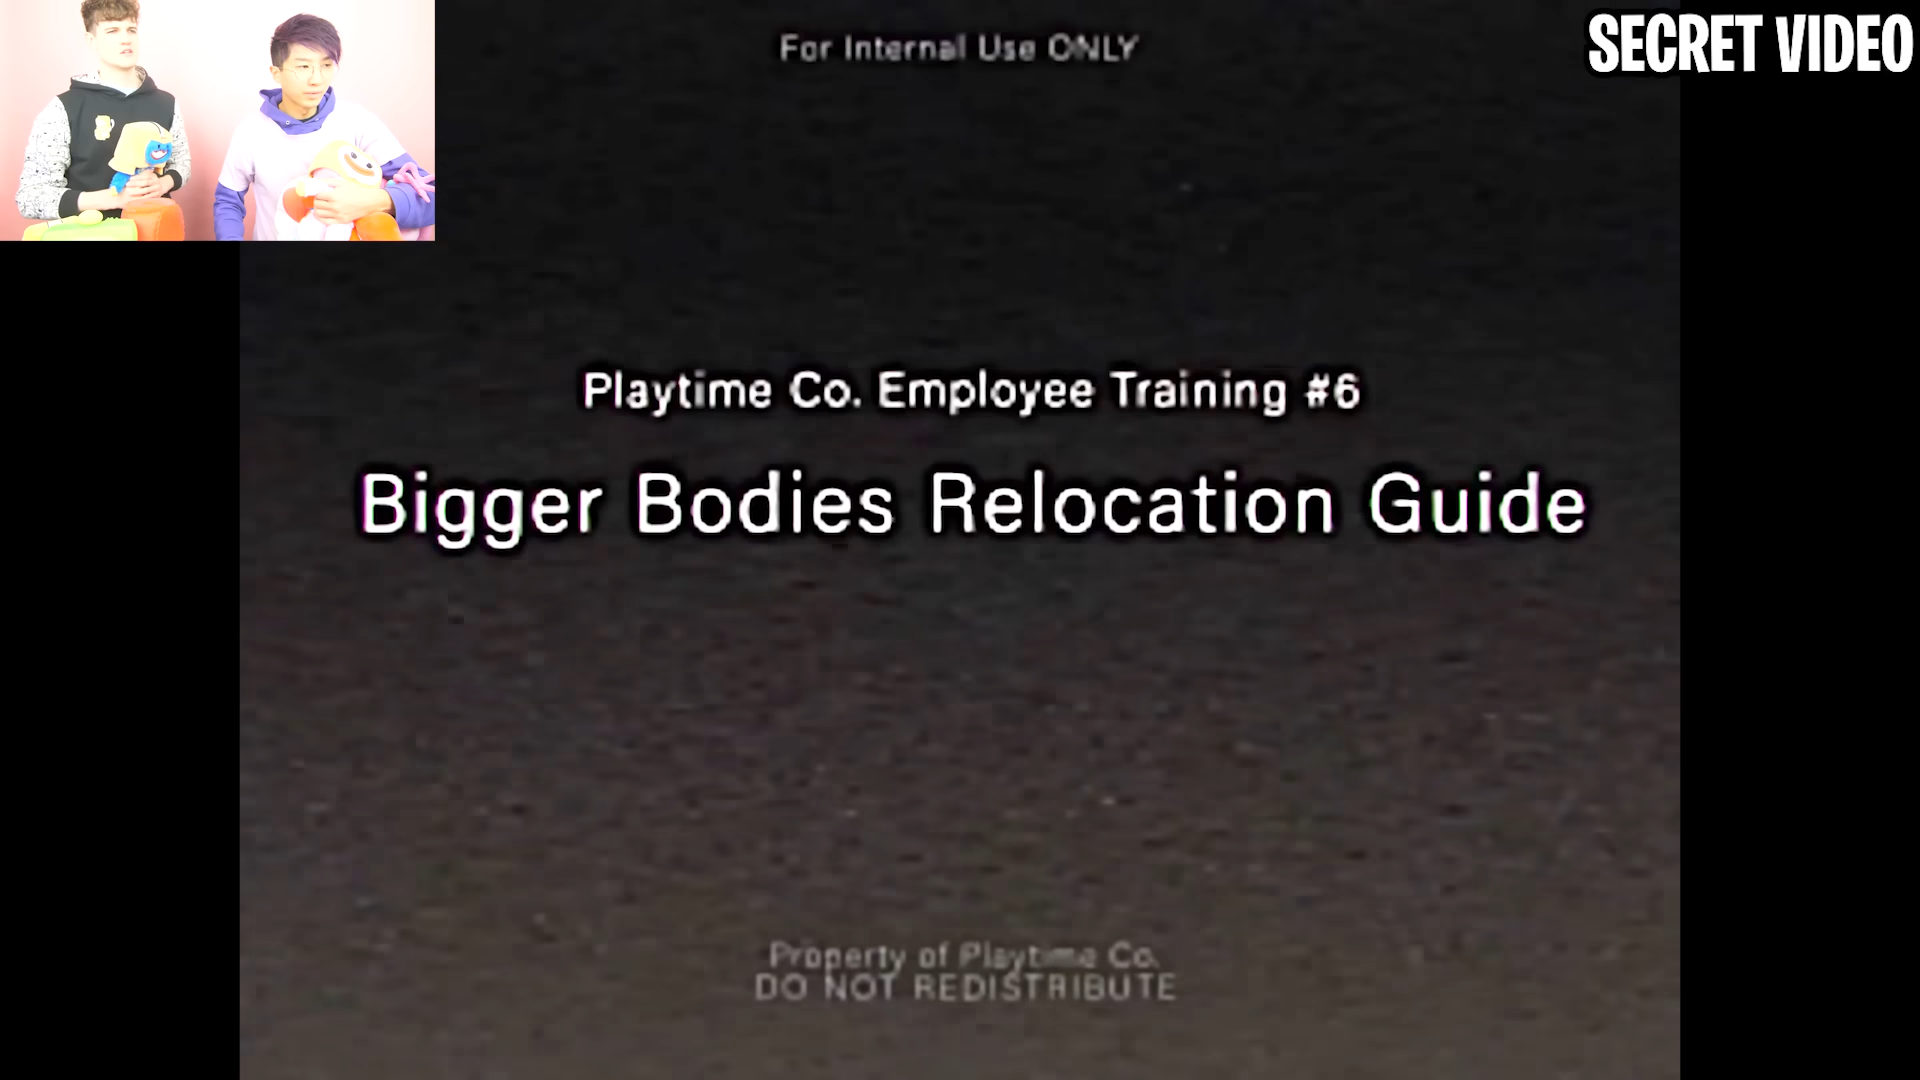 For Internal Use ONLY
SECRET VIDEO
Playtime Co. Employee Training #6
Bigger Bodies Relocation Guide
Property of Playtime Co.
DO NOT REDISTRIBUTE